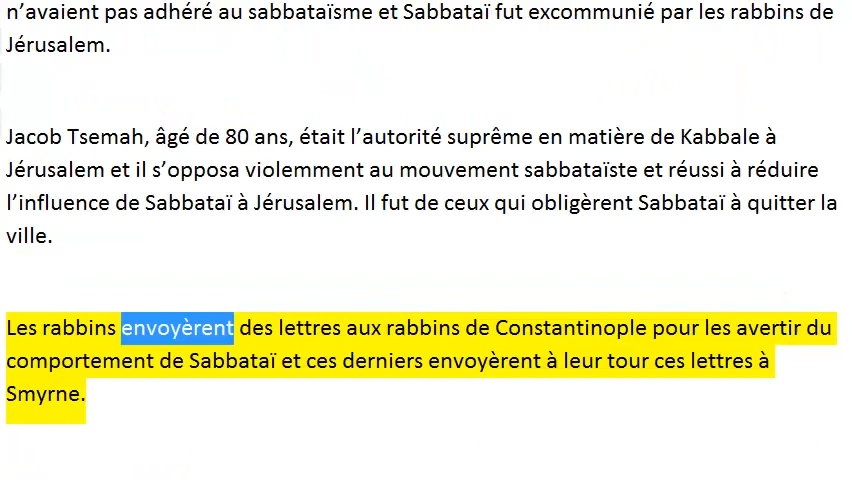 n’avaient pas adhéré au sabbataïsme et Sabbataï fut excommunié par les rabbins de
Jérusalem.
Jacob Tsemah, âgé de 80 ans, était l’autorité suprême en matière de Kabbale à
Jérusalem et il s’opposa violemment au mouvement sabbataïste et réussi à réduire
l’influence de Sabbataï à Jérusalem. Il fut de ceux qui obligèrent Sabbataï à quitter la
ville.
Les rabbins envoyèrent des lettres aux rabbins de Constantinople pour les avertir du
comportement de Sabbataï et ces derniers envoyèrent à leur tour ces lettres à
Smyrne.